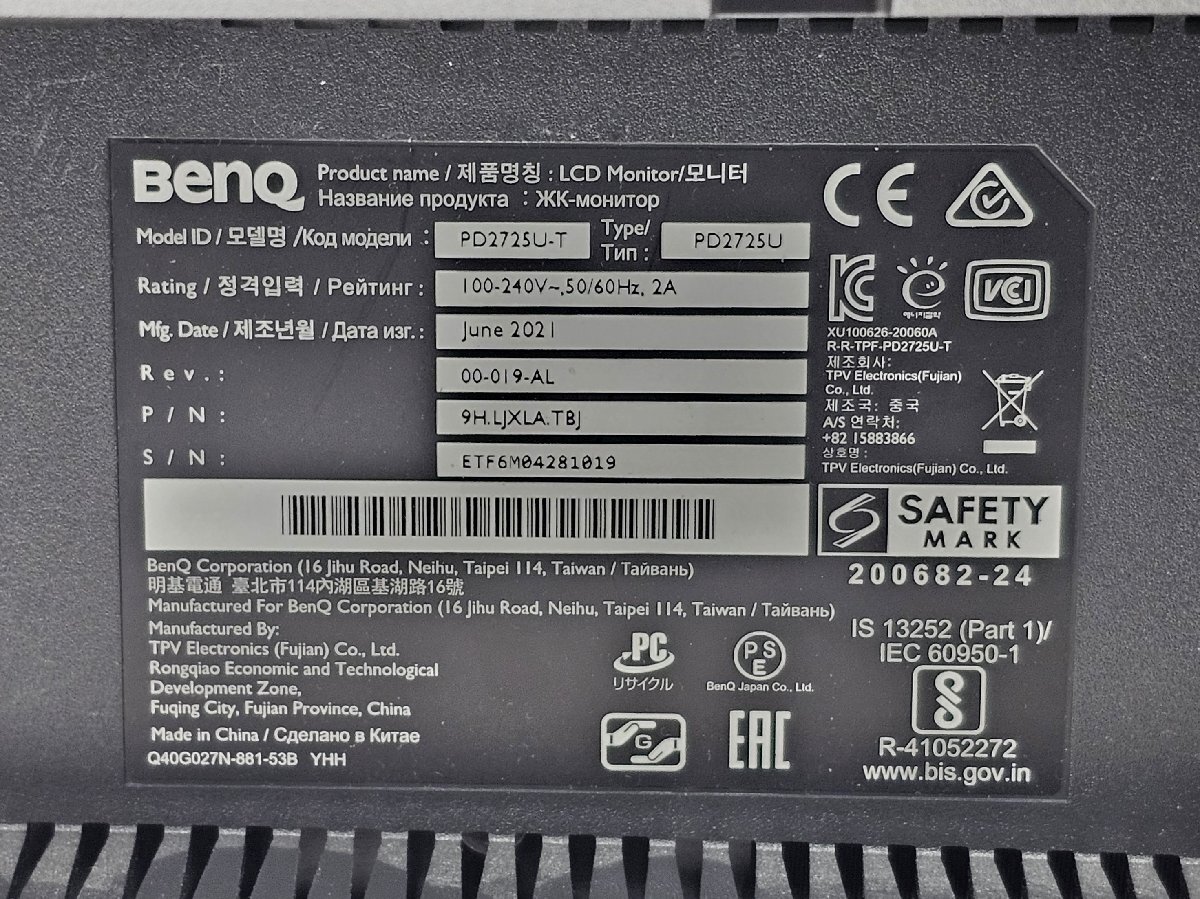 BenQ
Product name / 제품명칭 : LCD Monitor/모니터
Название продукта : ЖК-монитор
Model ID / 모델명 /Код модели : PD2725U-T Type/ Тип : PD2725U
Rating / 정격입력 / Рейтинг : 100-240V~,50/60Hz, 2A
Mfg. Date / 제조년월 / Дата изг.: June 2021
Rev.: 00-019-AL
P/N: 9H.LJXLA.TBJ
S/N: ETF6M04281019
BenQ Corporation (16 Jihu Road, Neihu, Taipei 114, Taiwan / Тайвань)
明基電通 臺北市114內湖區基湖路16號
Manufactured For BenQ Corporation (16 Jihu Road, Neihu, Taipei 114, Taiwan / Тайвань)
Manufactured By:
TPV Electronics (Fujian) Co., Ltd.
Rongqiao Economic and Technological
Development Zone,
Fuqing City, Fujian Province, China
Made in China / Сделано в Китае
Q40G027N-881-53B YHH
PC
リサイクル
PSE
BenQ Japan Co., Ltd.
G
EAC
CE
KC
에너지절약
VCCI
XU100626-20060A
R-R-TPF-PD2725U-T
제조회사:
TPV Electronics(Fujian)
Co., Ltd.
제조국: 중국
A/S 연락처:
+82 15883866
상호명 :
TPV Electronics(Fujian) Co., Ltd.
SAFETY
MARK
200682-24
IS 13252 (Part 1)/
IEC 60950-1
R-41052272
www.bis.gov.in